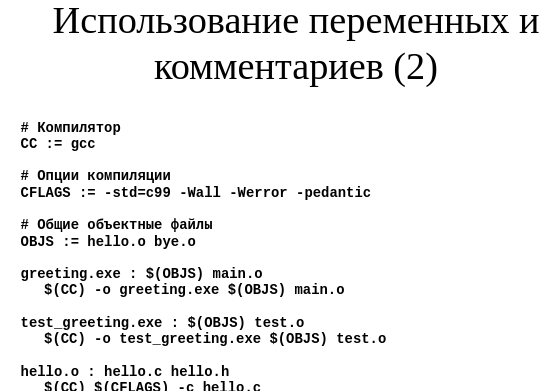 Использование переменных и
комментариев (2)
# Компилятор
CC := gcc
# Опции компиляции
CFLAGS := -std=c99 -Wall -Werror -pedantic
# Общие объектные файлы
OBJS := hello.o bye.o
greeting.exe : $(OBJS) main.o
$(CC) -o greeting.exe $(OBJS) main.o
test_greeting.exe : $(OBJS) test.o
$(CC) -o test_greeting.exe $(OBJS) test.o
hello.o : hello.c hello.h
$(CC) $(CFLAGS) -c hello.c